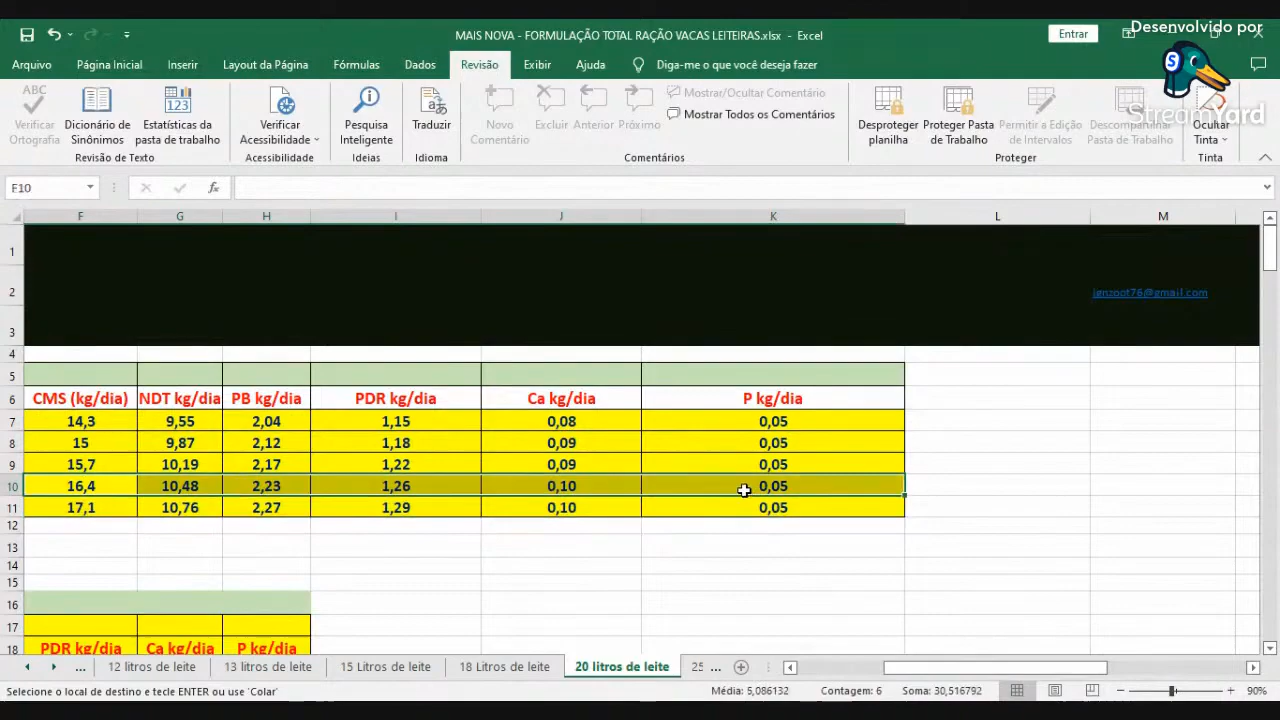 Desenvolvido por
StreamYard
MAIS NOVA - FORMULAÇÃO TOTAL RAÇÃO VACAS LEITEIRAS.xlsx - Excel
Entrar
Arquivo Página Inicial Inserir Layout da Página Fórmulas Dados Revisão Exibir Ajuda Diga-me o que você deseja fazer
ABC
Verificar Ortografia
Dicionário de Sinônimos
123
Estatísticas da pasta de trabalho
Verificar Acessibilidade
Pesquisa Inteligente
Traduzir
Novo Comentário
Excluir
Anterior
Próximo
Mostrar/Ocultar Comentário
Mostrar Todos os Comentários
Desproteger planilha
Proteger Pasta de Trabalho
Permitir a Edição de Intervalos
Descompartilhar Pasta de Trabalho
Ocultar Tinta
Revisão de Texto Acessibilidade Ideias Idioma Comentários Proteger Tinta
F10 fx
F G H I J K L M
1
2 jgnzoot76@gmail.com
3
4
5
6 CMS (kg/dia) NDT kg/dia PB kg/dia PDR kg/dia Ca kg/dia P kg/dia
7 14,3 9,55 2,04 1,15 0,08 0,05
8 15 9,87 2,12 1,18 0,09 0,05
9 15,7 10,19 2,17 1,22 0,09 0,05
10 16,4 10,48 2,23 1,26 0,10 0,05
11 17,1 10,76 2,27 1,29 0,10 0,05
12
13
14
15
16
17
18 PDR kg/dia Ca kg/dia P kg/dia
... 12 litros de leite 13 litros de leite 15 Litros de leite 18 Litros de leite 20 litros de leite 25 ...
Selecione o local de destino e tecle ENTER ou use 'Colar' Média: 5,086132 Contagem: 6 Soma: 30,516792 90%